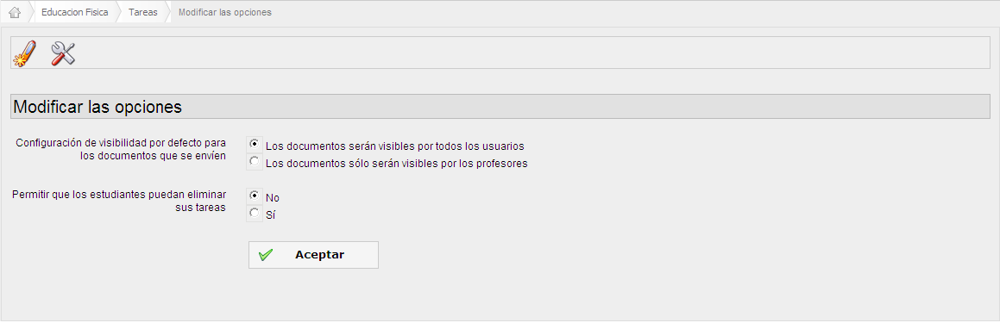 Educacion Fisica Tareas Modificar las opciones
Modificar las opciones
Configuración de visibilidad por defecto para
los documentos que se envíen
Los documentos serán visibles por todos los usuarios
Los documentos sólo serán visibles por los profesores
Permitir que los estudiantes puedan eliminar
sus tareas
No
Sí
Aceptar